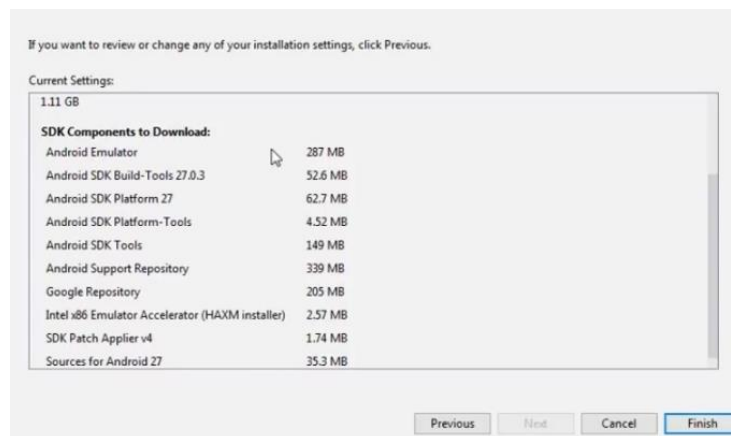 If you want to review or change any of your installation settings, click Previous.
Current Settings:
1.11 GB
SDK Components to Download:
Android Emulator 287 MB
Android SDK Build-Tools 27.0.3 52.6 MB
Android SDK Platform 27 62.7 MB
Android SDK Platform-Tools 4.52 MB
Android SDK Tools 149 MB
Android Support Repository 339 MB
Google Repository 205 MB
Intel x86 Emulator Accelerator (HAXM installer) 2.57 MB
SDK Patch Applier v4 1.74 MB
Sources for Android 27 35.3 MB
Previous Next Cancel Finish